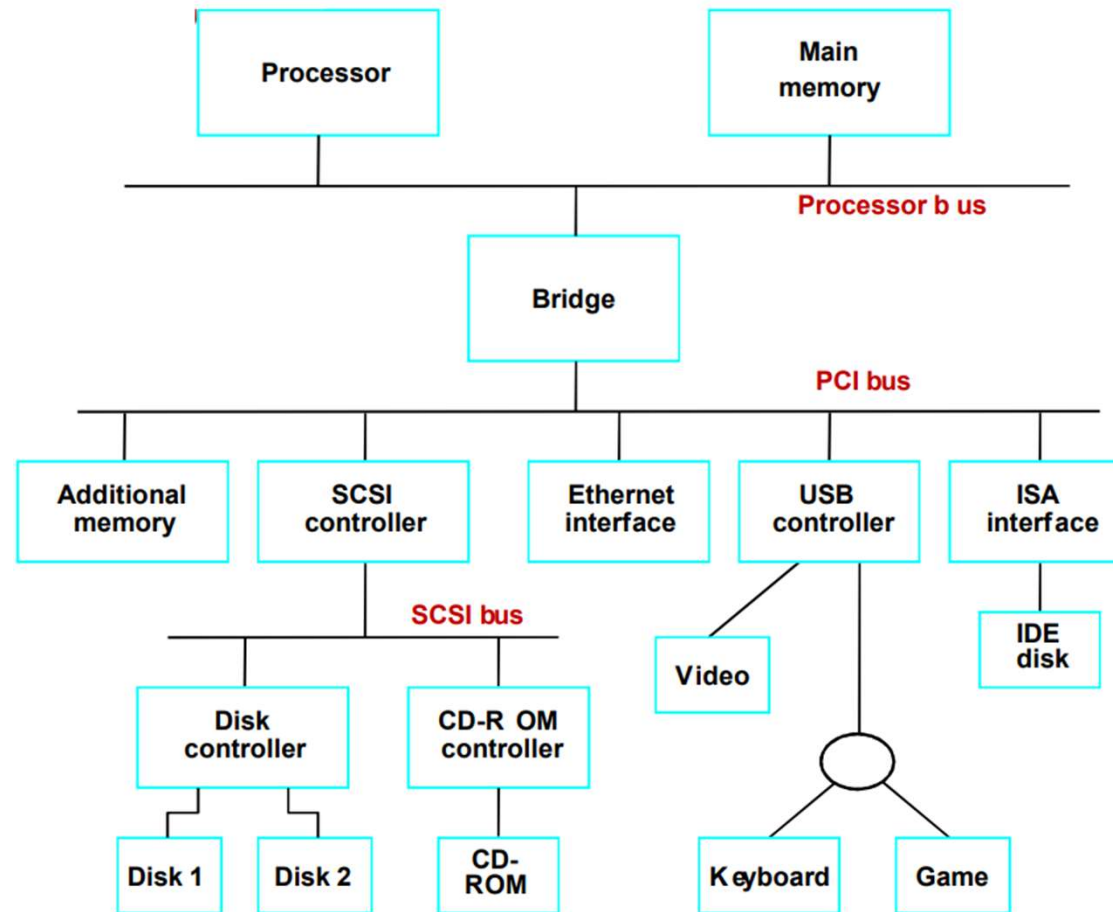 Processor
Main
memory
Processor b us
Bridge
PCI bus
Additional
memory
SCSI
controller
Ethernet
interface
USB
controller
ISA
interface
SCSI bus
Video
IDE
disk
Disk
controller
CD-R OM
controller
Disk 1
Disk 2
CD-
ROM
Keyboard
Game